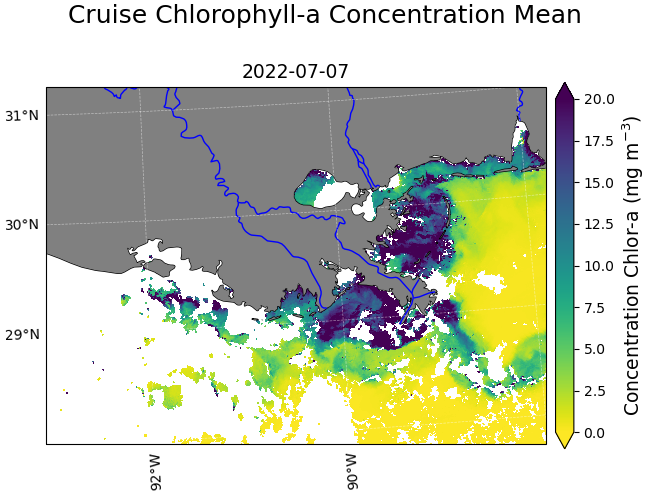 Cruise Chlorophyll-a Concentration Mean
2022-07-07
31°N
30°N
29°N
92°W
90°W
20.0
17.5
15.0
12.5
10.0
7.5
5.0
2.5
0.0
Concentration Chlor-a (mg m⁻³)